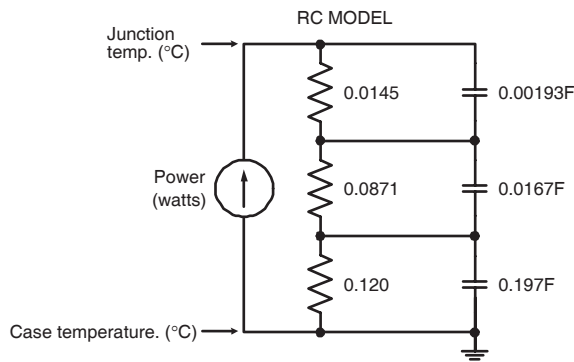 RC MODEL
Junction
temp. (°C)
0.0145
0.00193F
Power
(watts)
0.0871
0.0167F
0.120
0.197F
Case temperature. (°C)